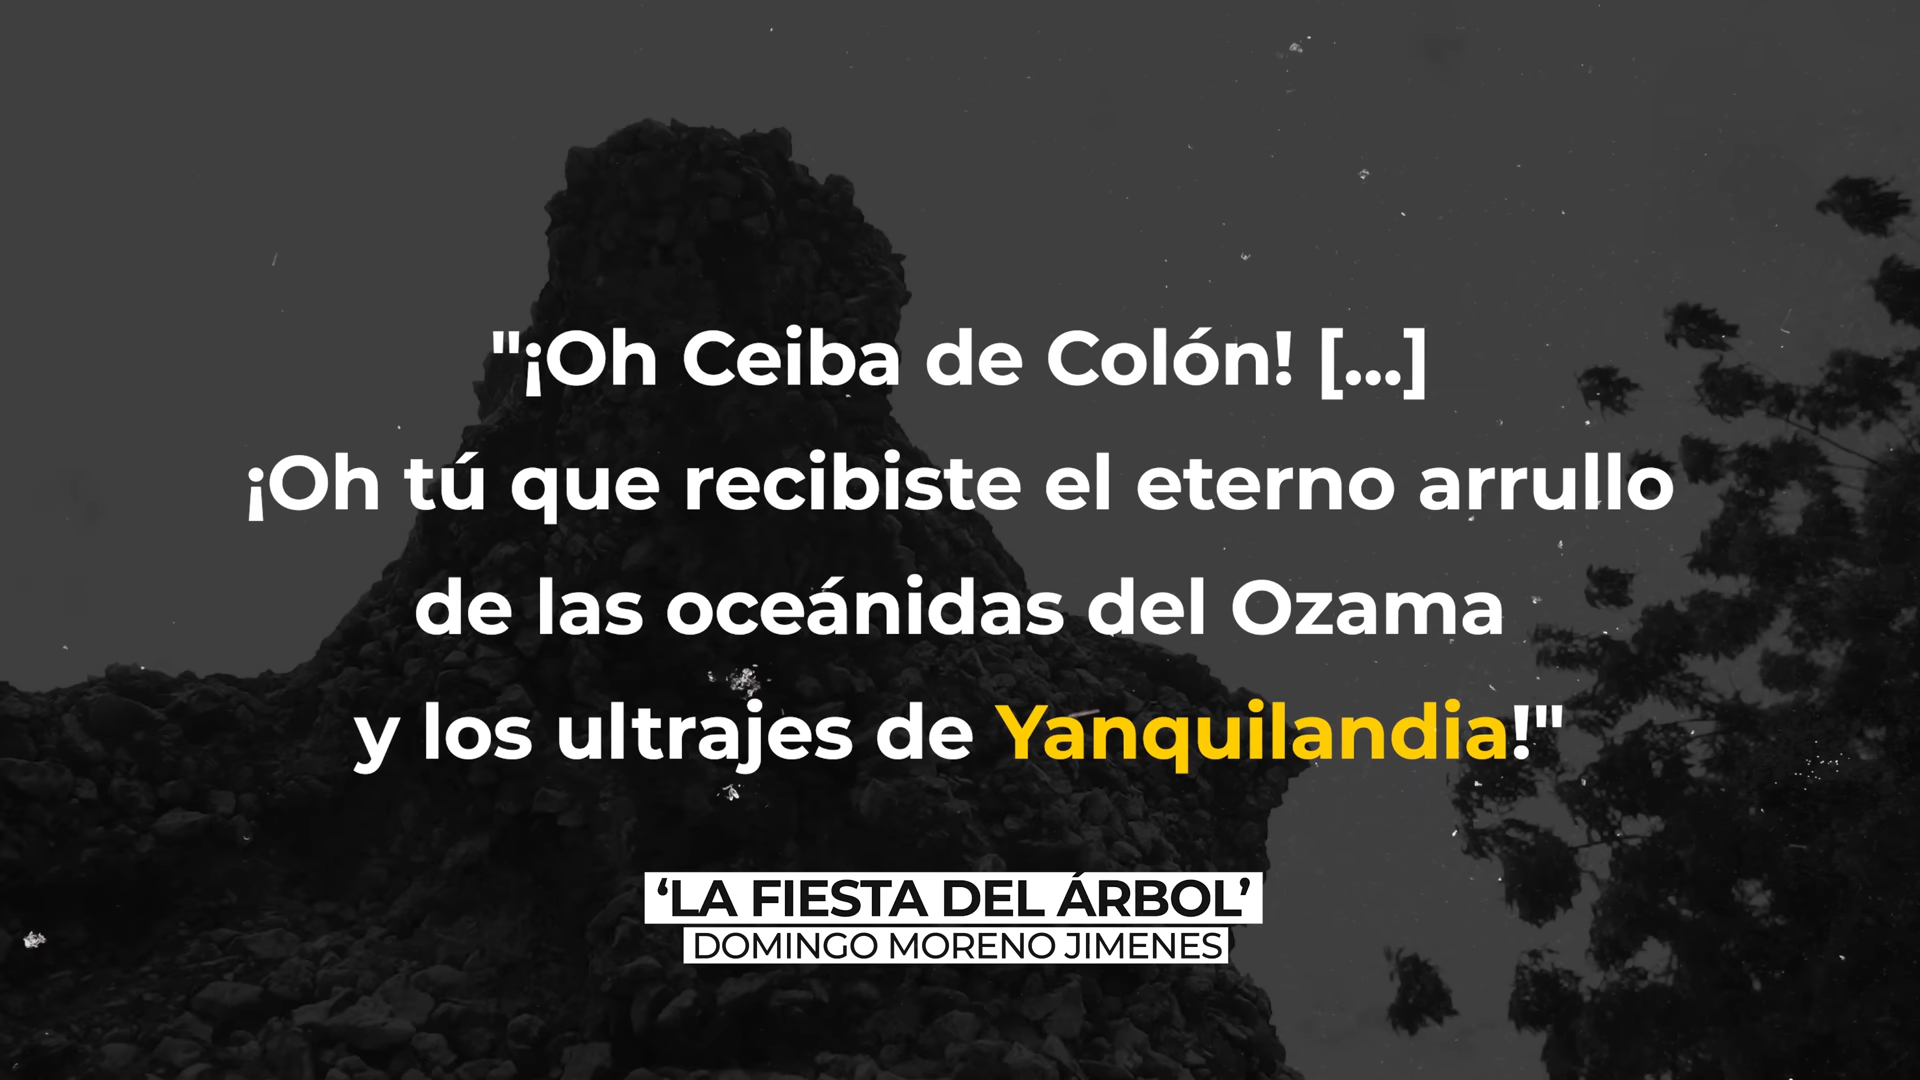 "¡Oh Ceiba de Colón! [...]
¡Oh tú que recibiste el eterno arrullo
de las oceánidas del Ozama
y los ultrajes de Yanquilandia!"
‘LA FIESTA DEL ÁRBOL’
DOMINGO MORENO JIMENES